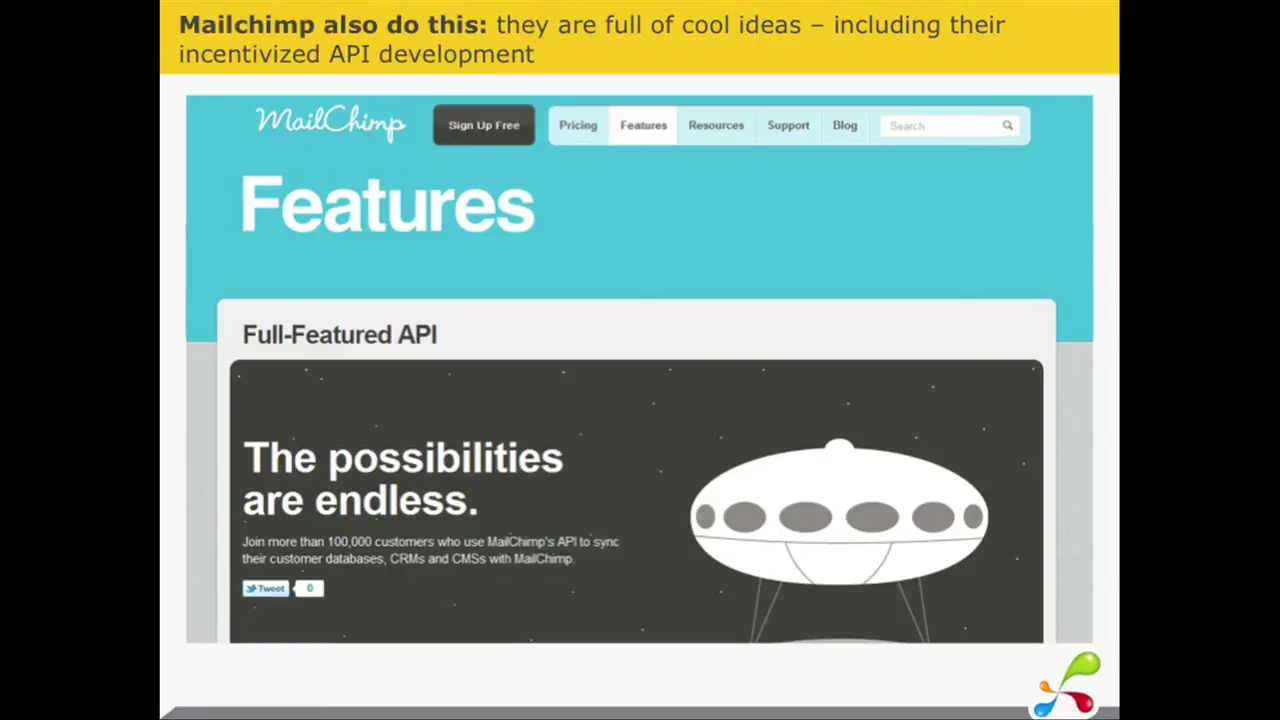 Mailchimp also do this: they are full of cool ideas – including their
incentivized API development
MailChimp
Sign Up Free
Pricing
Features
Resources
Support
Blog
Search
Features
Full-Featured API
The possibilities
are endless.
Join more than 100,000 customers who use MailChimp's API to sync
their customer databases, CRMs and CMSs with MailChimp.
Tweet
0